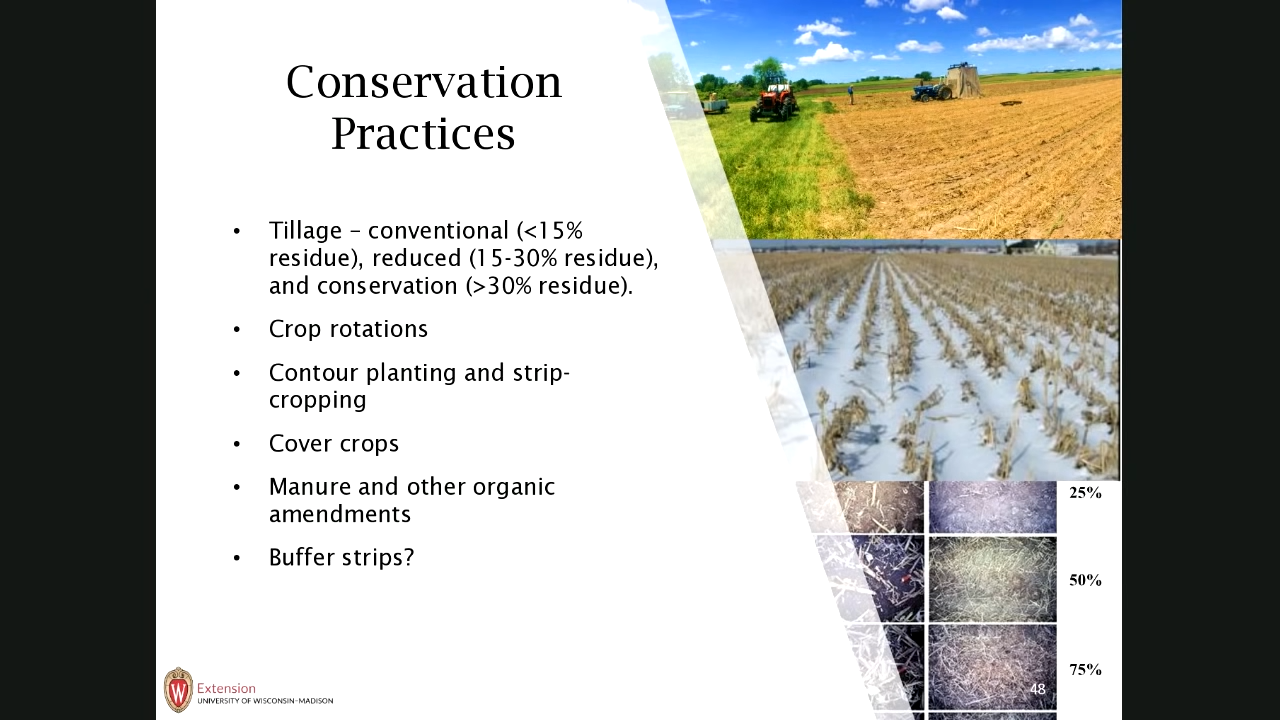 Conservation
Practices
• Tillage – conventional (<15%
residue), reduced (15-30% residue),
and conservation (>30% residue).
• Crop rotations
• Contour planting and strip-
cropping
• Cover crops
• Manure and other organic
amendments
• Buffer strips?
25%
50%
75%
48
W
Extension
UNIVERSITY OF WISCONSIN–MADISON